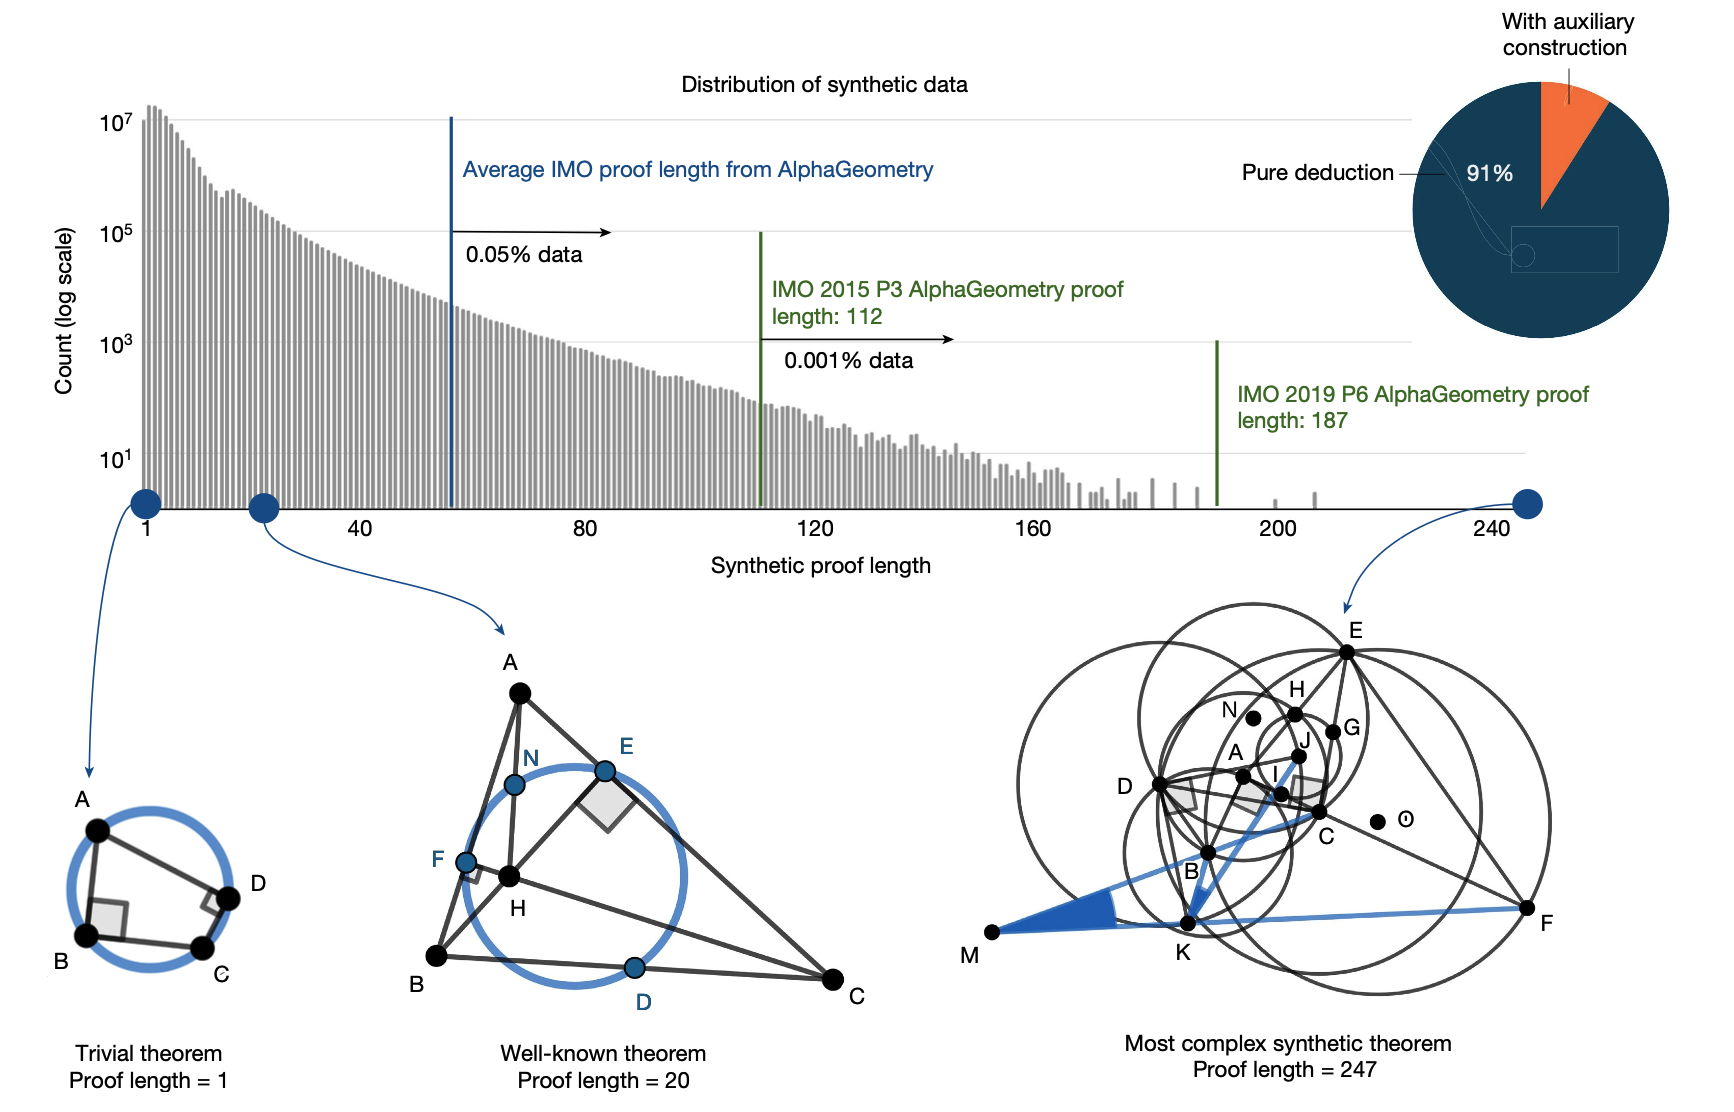 With auxiliary
construction
Distribution of synthetic data
10⁷
Average IMO proof length from AlphaGeometry
Pure deduction
91%
10⁵
0.05% data
Count (log scale)
IMO 2015 P3 AlphaGeometry proof
length: 112
10³
0.001% data
IMO 2019 P6 AlphaGeometry proof
length: 187
10¹
1 40 80 120 160 200 240
Synthetic proof length
A
B
C
D
A
N
E
F
H
B
D
C
E
H
N
G
J
A
I
D
C
O
B
M
K
F
Trivial theorem
Proof length = 1
Well-known theorem
Proof length = 20
Most complex synthetic theorem
Proof length = 247